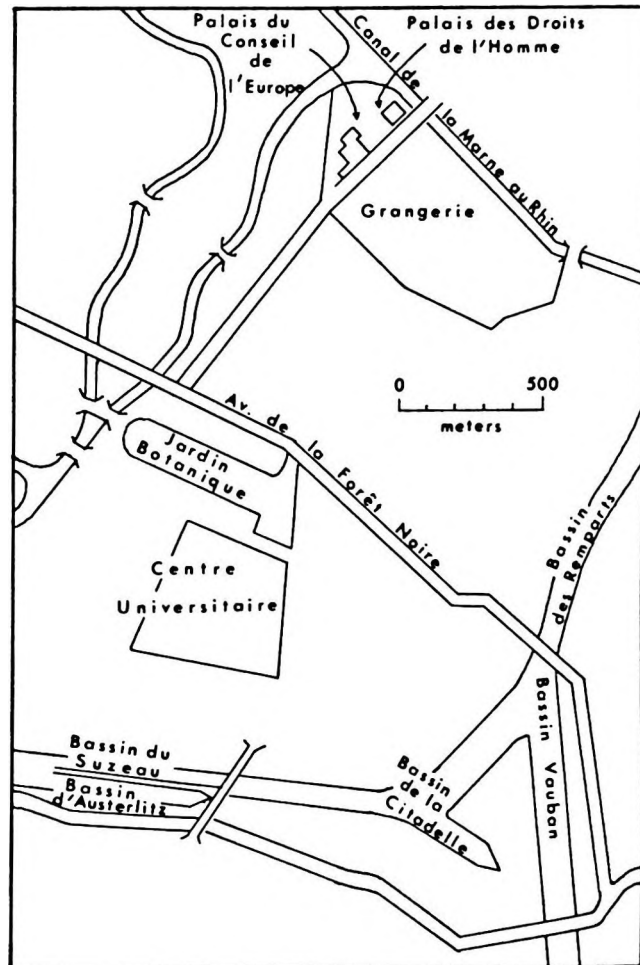 Palais du
Conseil
de
l'Europe
Palais des Droits
de l'Homme
Canal de la Marne au Rhin
Grangerie
0 500
meters
Av. de la Forêt Noire
Jardin
Botanique
Bassin
des Remparts
Centre
Universitaire
Bassin du
Suzeau
Bassin
d'Austerlitz
Bassin
de la
Citadelle
Bassin Vauban